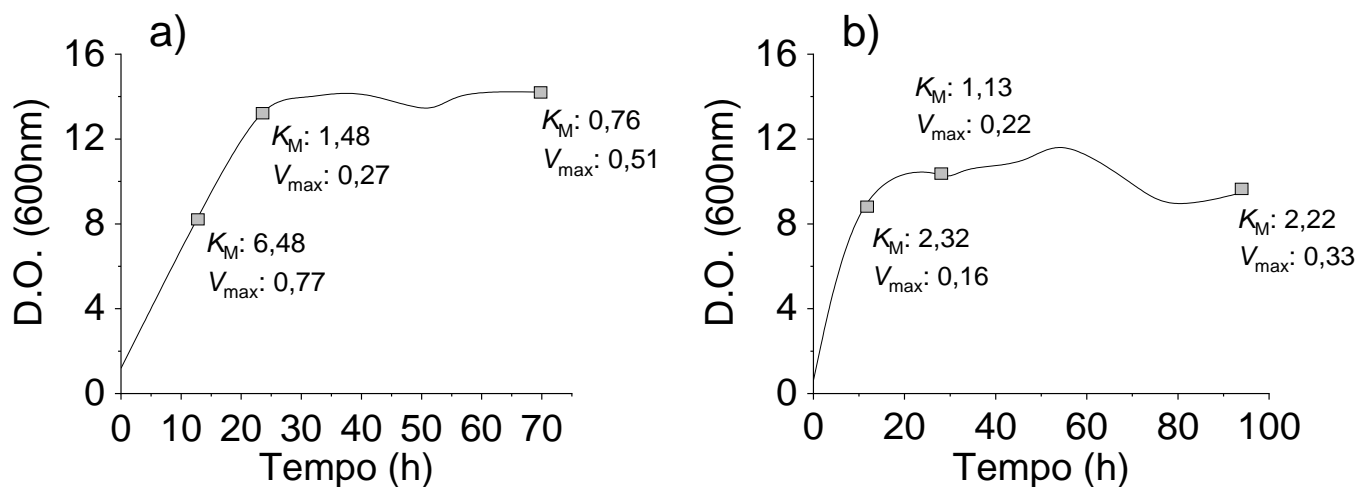 a)
D.O. (600nm)
16
12
8
4
0
K_M: 1,48
V_max: 0,27
K_M: 0,76
V_max: 0,51
K_M: 6,48
V_max: 0,77
0 10 20 30 40 50 60 70
Tempo (h)
b)
D.O. (600nm)
16
12
8
4
0
K_M: 1,13
V_max: 0,22
K_M: 2,32
V_max: 0,16
K_M: 2,22
V_max: 0,33
0 20 40 60 80 100
Tempo (h)